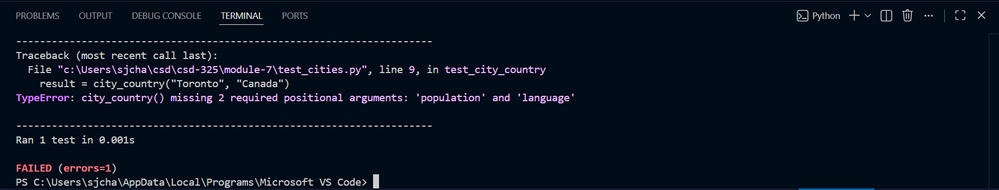 PROBLEMS OUTPUT DEBUG CONSOLE TERMINAL PORTS Python
----------------------------------------------------------------------
Traceback (most recent call last):
  File "c:\Users\sjcha\csd\csd-325\module-7\test_cities.py", line 9, in test_city_country
    result = city_country("Toronto", "Canada")
TypeError: city_country() missing 2 required positional arguments: 'population' and 'language'
----------------------------------------------------------------------
Ran 1 test in 0.001s
FAILED (errors=1)
PS C:\Users\sjcha\AppData\Local\Programs\Microsoft VS Code>